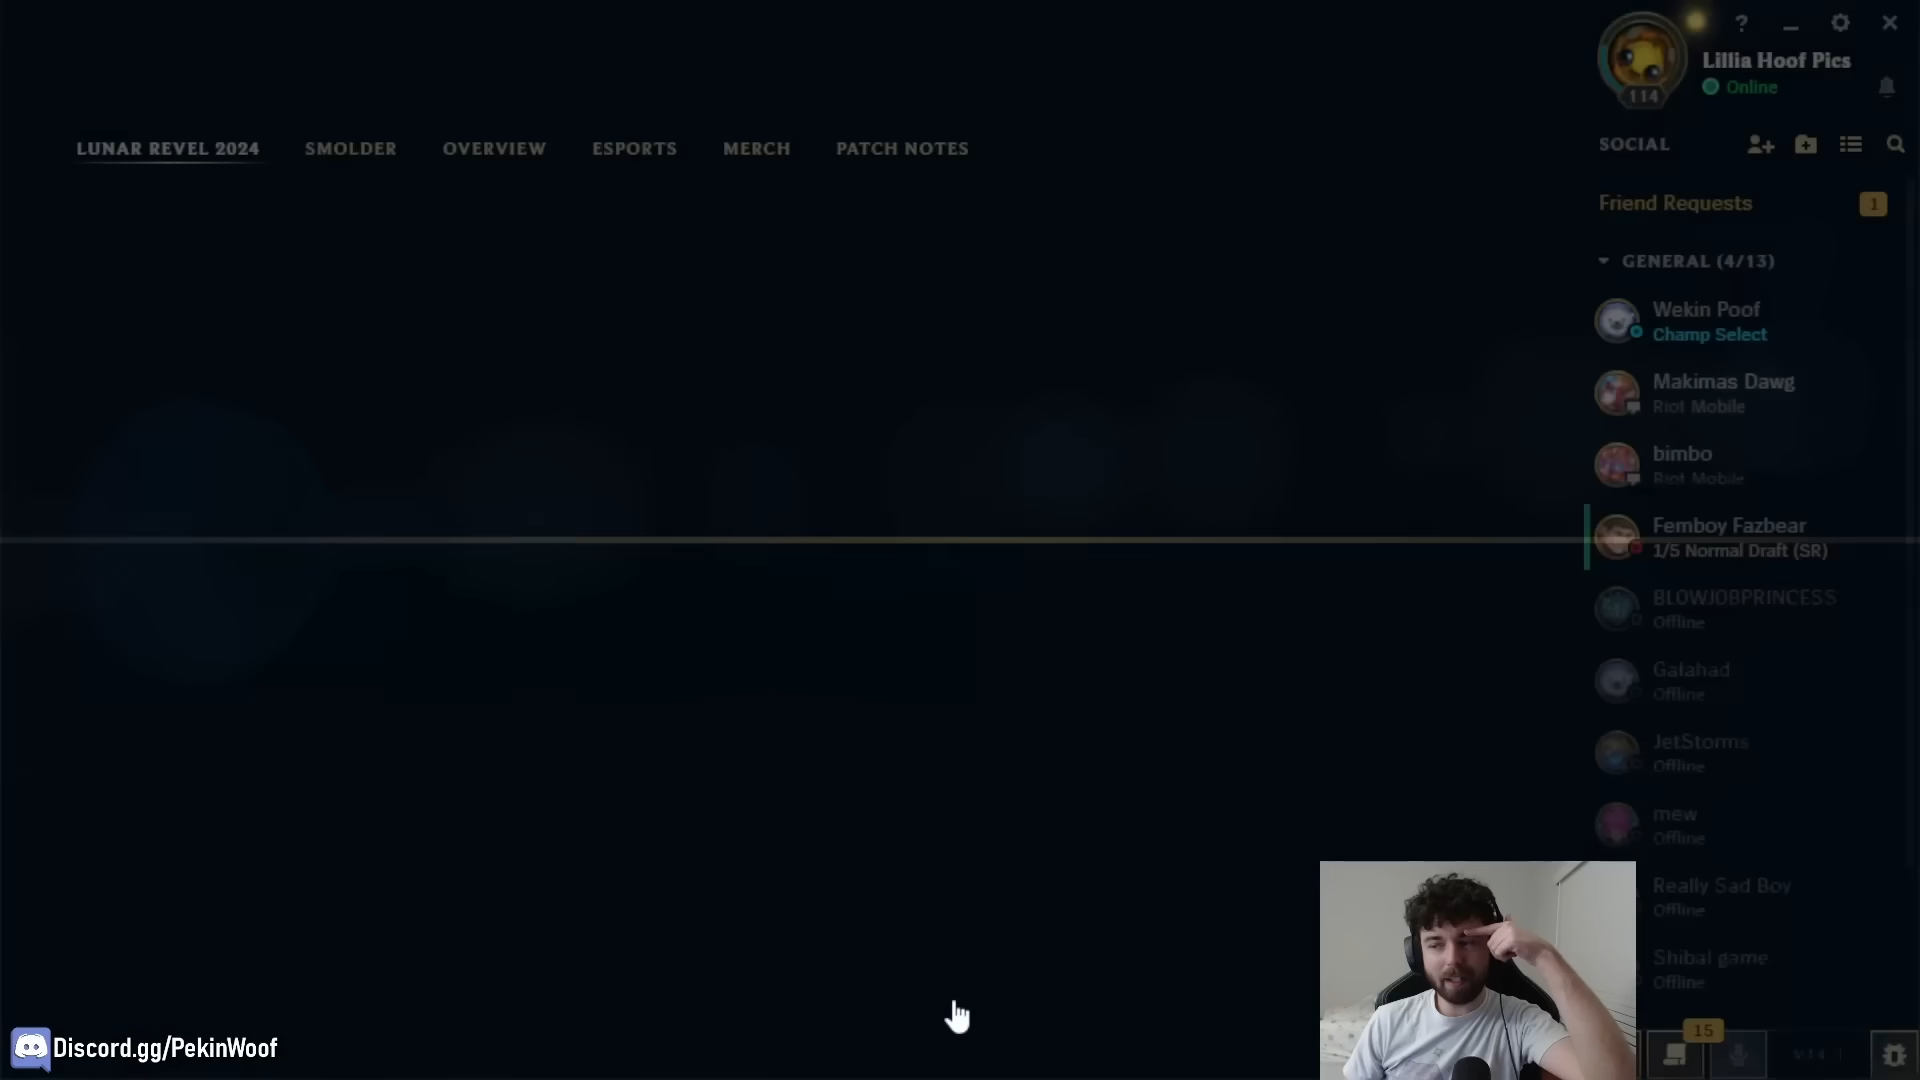 ?
114
Lillia Hoof Pics
Online
LUNAR REVEL 2024 SMOLDER OVERVIEW ESPORTS MERCH PATCH NOTES
SOCIAL
Friend Requests 1
GENERAL (4/13)
Wekin Poof
Champ Select
Makimas Dawg
Riot Mobile
bimbo
Riot Mobile
Femboy Fazbear
1/5 Normal Draft (SR)
BLOWJOBPRINCESS
Offline
Galahad
Offline
JetStorms
Offline
mew
Offline
Really Sad Boy
Offline
Shibal game
Offline
15
Discord.gg/PekinWoof